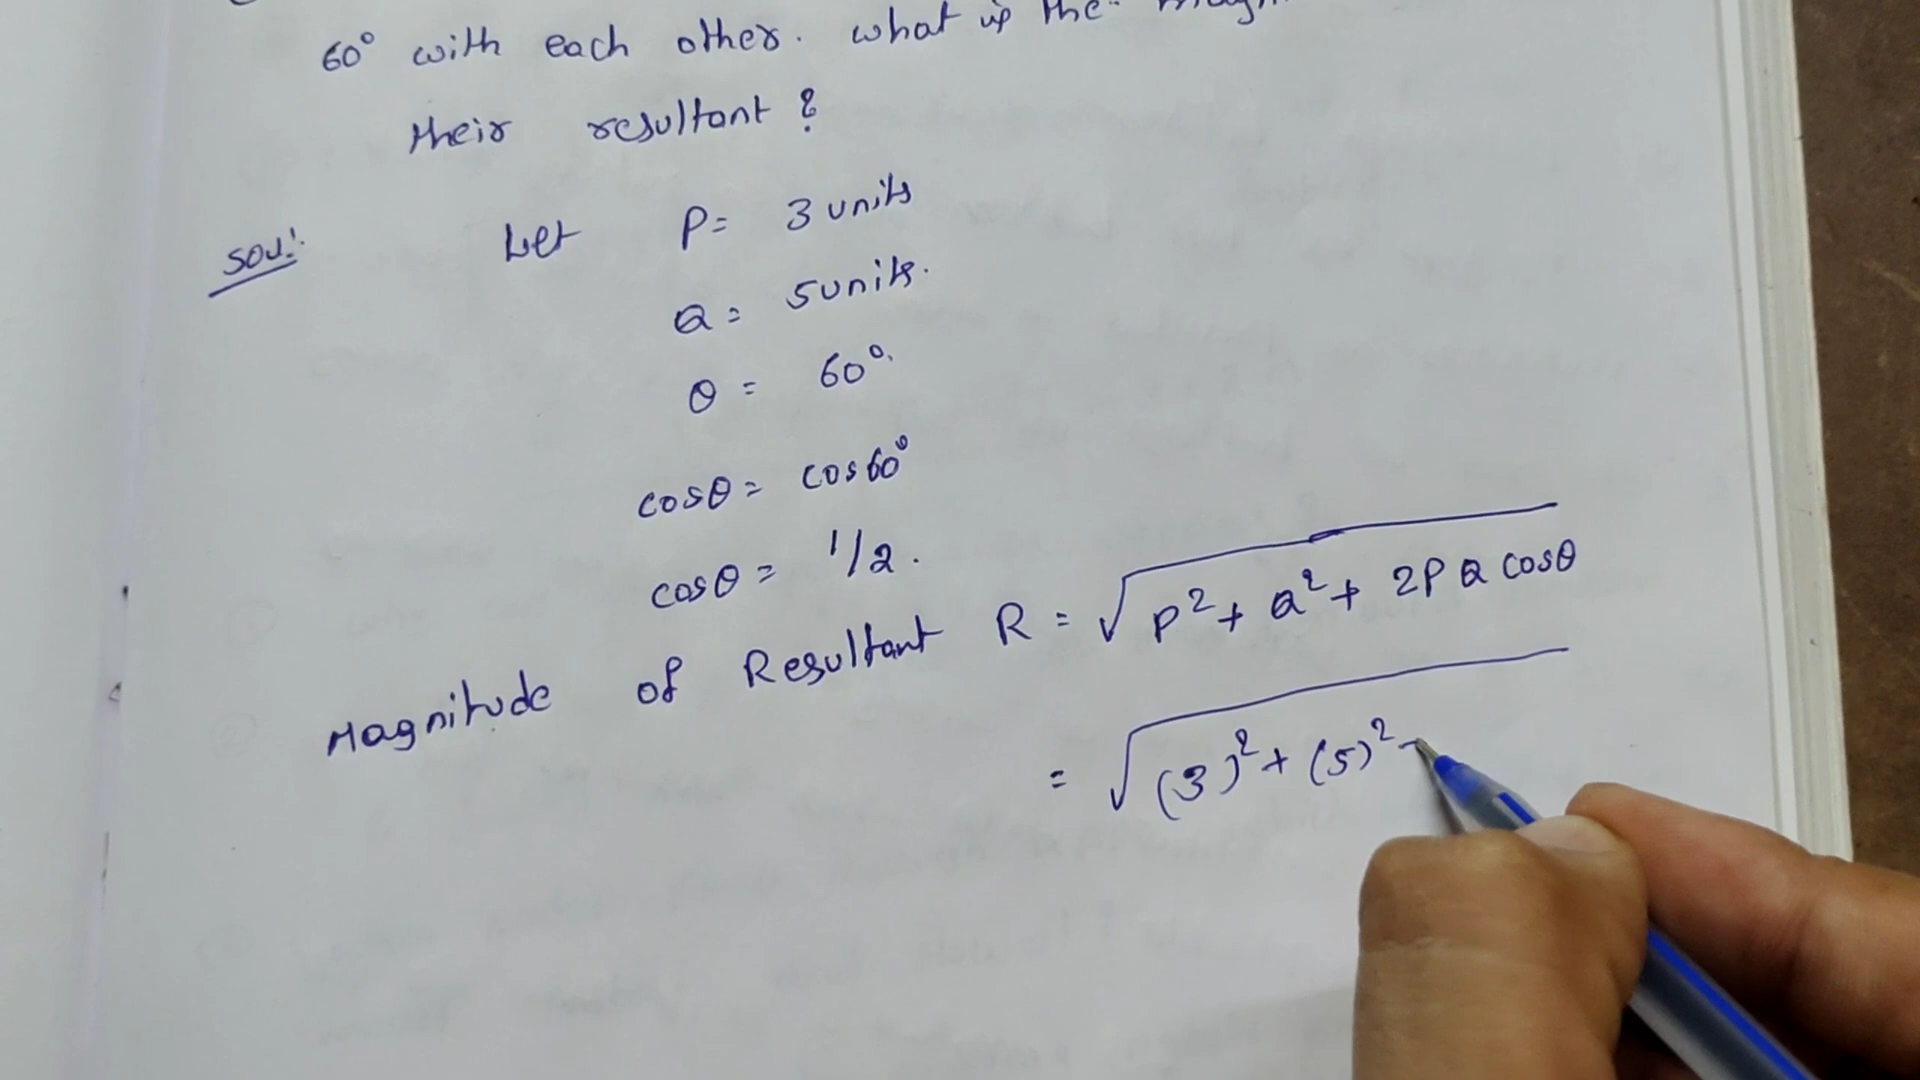 60° with each other. what is the
their resultant ?
Sol:
Let P = 3 units
Q = 5 units.
θ = 60°.
cosθ = cos60°
cosθ = 1/2.
Magnitude of Resultant R = √(P² + Q² + 2PQ cosθ
= √((3)² + (5)²